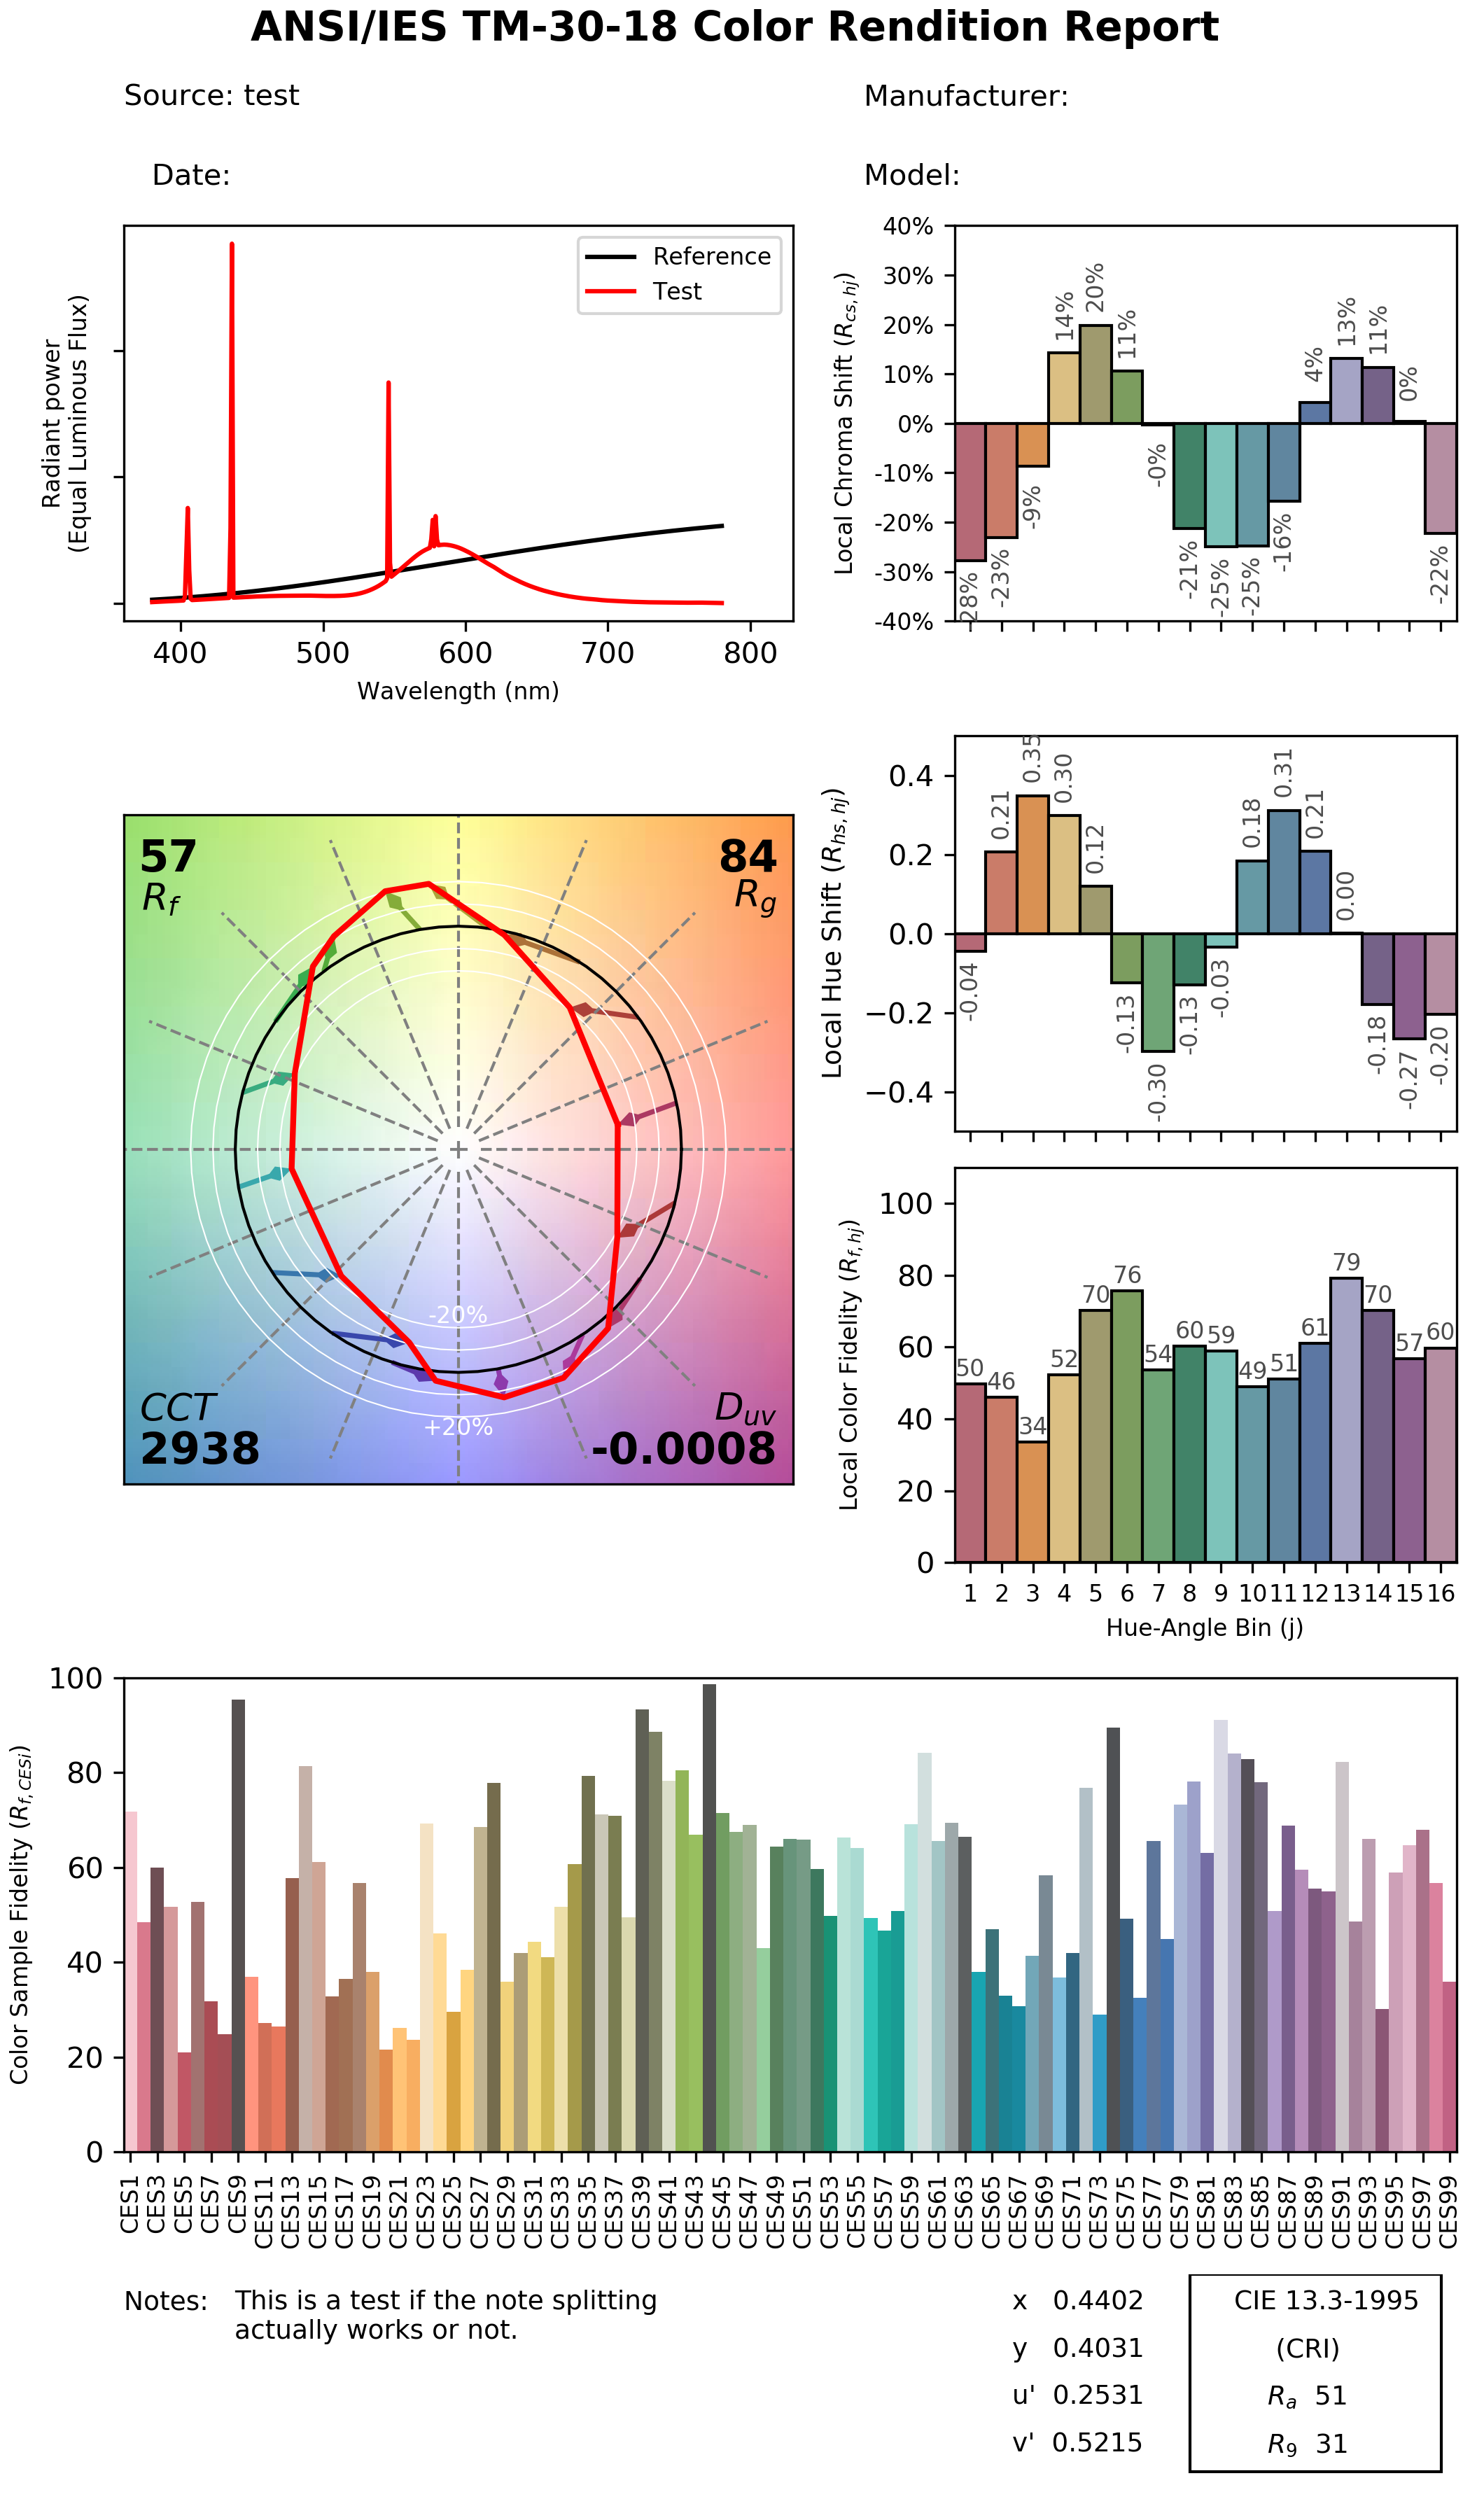 ANSI/IES TM-30-18 Color Rendition Report
Source: test
Manufacturer:
Date:
Model:
Radiant power
(Equal Luminous Flux)
Reference
Test
400 500 600 700 800
Wavelength (nm)
Local Chroma Shift (Rcs,hj)
40%
30%
20%
10%
0%
-10%
-20%
-30%
-40%
28% -23% -9% 14% 20% 11% -0% -21% -25% -25% -16% 4% 13% 11% 0% -22%
57
Rf
84
Rg
-20%
+20%
CCT
2938
Duv
-0.0008
Local Hue Shift (Rhs,hj)
0.4
0.2
0.0
−0.2
−0.4
-0.04 0.21 0.35 0.30 0.12 -0.13 -0.30 -0.13 -0.03 0.18 0.31 0.21 0.00 -0.18 -0.27 -0.20
Local Color Fidelity (Rf,hj)
100
80
60
40
20
0
50 46 34 52 70 76 54 60 59 49 51 61 79 70 57 60
1 2 3 4 5 6 7 8 9 10 11 12 13 14 15 16
Hue-Angle Bin (j)
Color Sample Fidelity (Rf,CESi)
100
80
60
40
20
0
CES1 CES3 CES5 CES7 CES9 CES11 CES13 CES15 CES17 CES19 CES21 CES23 CES25 CES27 CES29 CES31 CES33 CES35 CES37 CES39 CES41 CES43 CES45 CES47 CES49 CES51 CES53 CES55 CES57 CES59 CES61 CES63 CES65 CES67 CES69 CES71 CES73 CES75 CES77 CES79 CES81 CES83 CES85 CES87 CES89 CES91 CES93 CES95 CES97 CES99
Notes: This is a test if the note splitting
actually works or not.
x 0.4402
y 0.4031
u' 0.2531
v' 0.5215
CIE 13.3-1995
(CRI)
Ra 51
R9 31